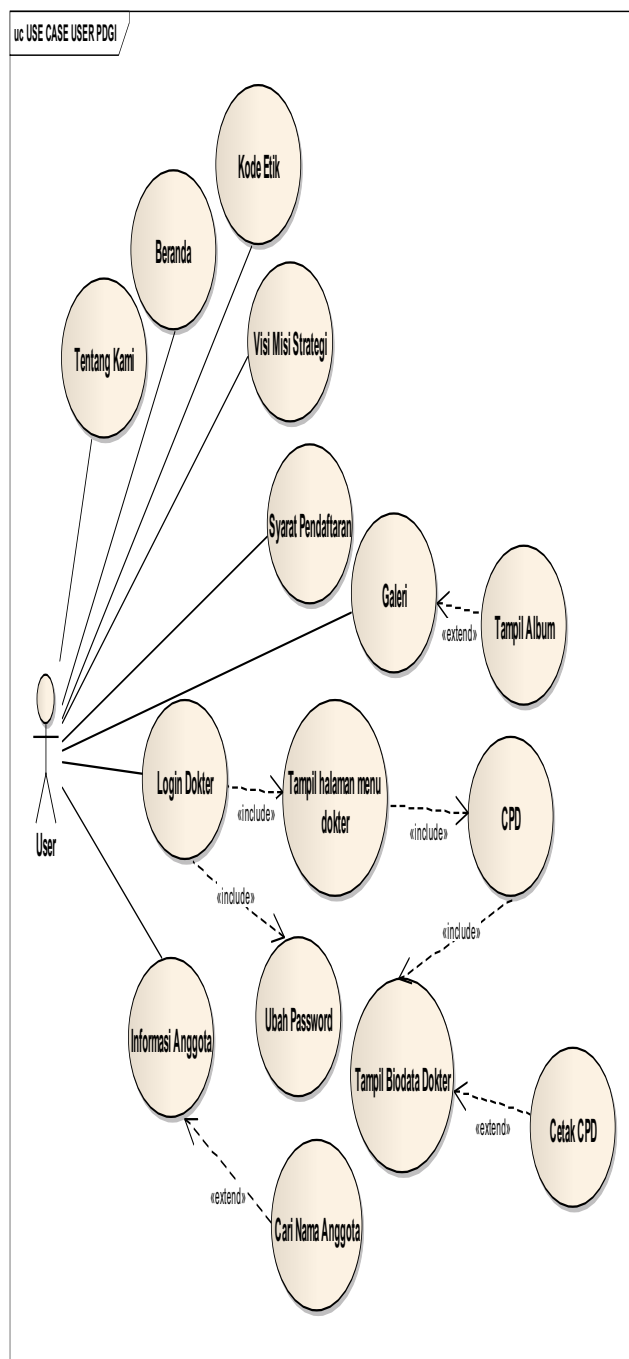 uc USE CASE USER PDGI
Kode Etik
Beranda
Tentang Kami
Visi Misi Strategi
Syarat Pendaftaran
Galeri
«extend»
Tampil Album
User
Login Dokter
«include»
Tampil halaman menu
dokter
«include»
CPD
«include»
«include»
Ubah Password
Informasi Anggota
Tampil Biodata Dokter
«extend»
Cetak CPD
«extend»
Cari Nama Anggota